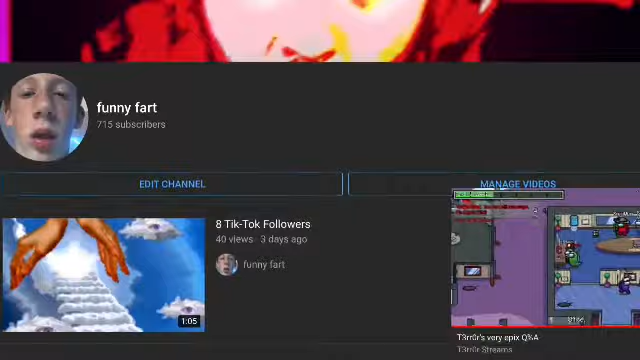 funny fart
715 subscribers
EDIT CHANNEL
MANAGE VIDEOS
8 Tik-Tok Followers
40 views 3 days ago
funny fart
1:05
T3rr0r's very epix Q%A
T3rr0r Streams